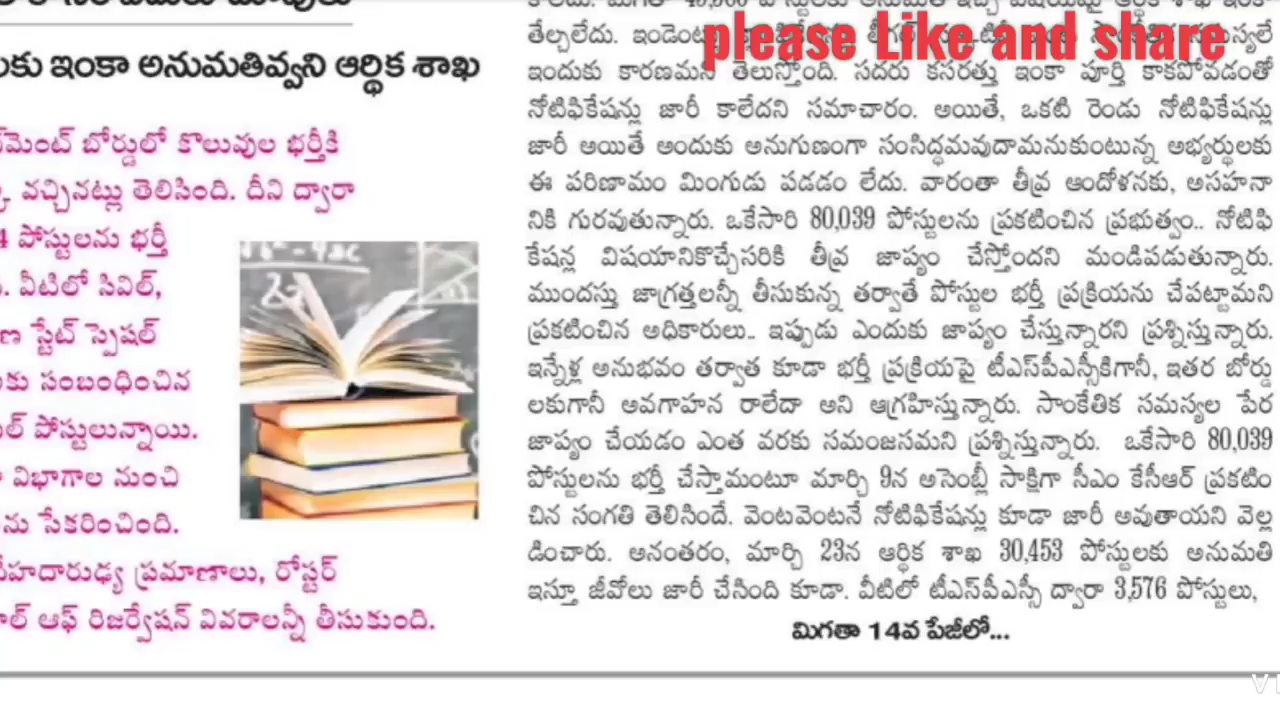 లకు ఇంకా అనుమతివ్వని ఆర్థిక శాఖ
మెంట్ బోర్డులో కొలువుల భర్తీకి
వచ్చినట్లు తెలిసింది. దీని ద్వారా
4 పోస్టులను భర్తీ
. వీటిలో సివిల్,
ణ స్టేట్ స్పెషల్
కు సంబంధించిన
ల్ పోస్టులున్నాయి.
విభాగాల నుంచి
ను సేకరించింది.
దేహదారుఢ్య ప్రమాణాలు, రోస్టర్
ఆఫ్ రిజర్వేషన్ వివరాలన్నీ తీసుకుంది.
please Like and share
తేల్చలేదు.
ఇందుకు కారణమని తెలుస్తోంది. సదరు కసరత్తు ఇంకా పూర్తి కాకపోవడంతో
నోటిఫికేషన్లు జారీ కాలేదని సమాచారం. అయితే, ఒకటి రెండు నోటిఫికేషన్లు
జారీ అయితే అందుకు అనుగుణంగా సంసిద్ధమవుదామనుకుంటున్న అభ్యర్థులకు
ఈ పరిణామం మింగుడు పడడం లేదు. వారంతా తీవ్ర ఆందోళనకు, అసహనా
నికి గురవుతున్నారు. ఒకేసారి 80,039 పోస్టులను ప్రకటించిన ప్రభుత్వం.. నోటిఫి
కేషన్ల విషయానికొచ్చేసరికి తీవ్ర జాప్యం చేస్తోందని మండిపడుతున్నారు.
ముందస్తు జాగ్రత్తలన్నీ తీసుకున్న తర్వాతే పోస్టుల భర్తీ ప్రక్రియను చేపట్టామని
ప్రకటించిన అధికారులు.. ఇప్పుడు ఎందుకు జాప్యం చేస్తున్నారని ప్రశ్నిస్తున్నారు.
ఇన్నేళ్ల అనుభవం తర్వాత కూడా భర్తీ ప్రక్రియపై టీఎస్‌పీఎస్సీకిగానీ, ఇతర బోర్డు
లకుగానీ అవగాహన రాలేదా అని ఆగ్రహిస్తున్నారు. సాంకేతిక సమస్యల పేర
జాప్యం చేయడం ఎంత వరకు సమంజసమని ప్రశ్నిస్తున్నారు. ఒకేసారి 80,039
పోస్టులను భర్తీ చేస్తామంటూ మార్చి 9న అసెంబ్లీ సాక్షిగా సీఎం కేసీఆర్ ప్రకటిం
చిన సంగతి తెలిసిందే. వెంటవెంటనే నోటిఫికేషన్లు కూడా జారీ అవుతాయని వెల్ల
డించారు. అనంతరం, మార్చి 23న ఆర్థిక శాఖ 30,453 పోస్టులకు అనుమతి
ఇస్తూ జీవోలు జారీ చేసింది కూడా. వీటిలో టీఎస్‌పీఎస్సీ ద్వారా 3,576 పోస్టులు,
మిగతా 14వ పేజీలో...